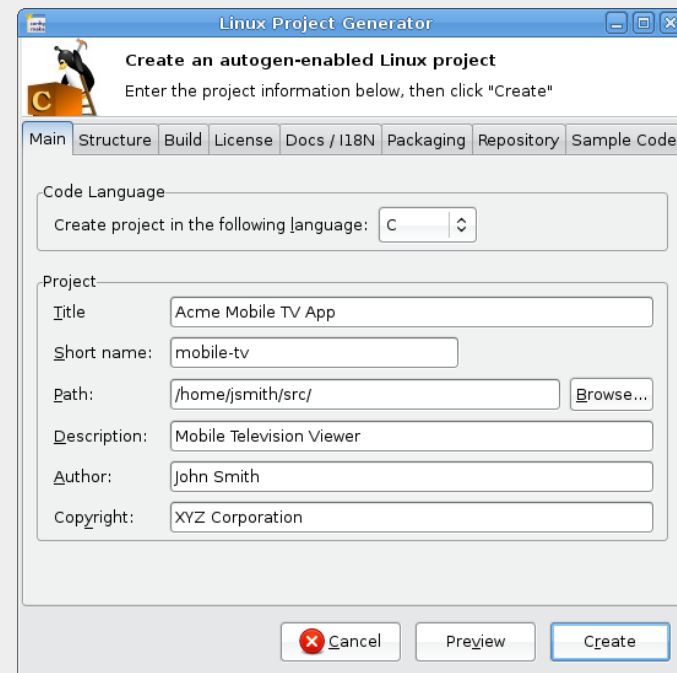 Linux Project Generator
Create an autogen-enabled Linux project
Enter the project information below, then click "Create"
C
Main Structure Build License Docs / I18N Packaging Repository Sample Code
Code Language
Create project in the following language: C
Project
Title Acme Mobile TV App
Short name: mobile-tv
Path: /home/jsmith/src/ Browse...
Description: Mobile Television Viewer
Author: John Smith
Copyright: XYZ Corporation
Cancel Preview Create